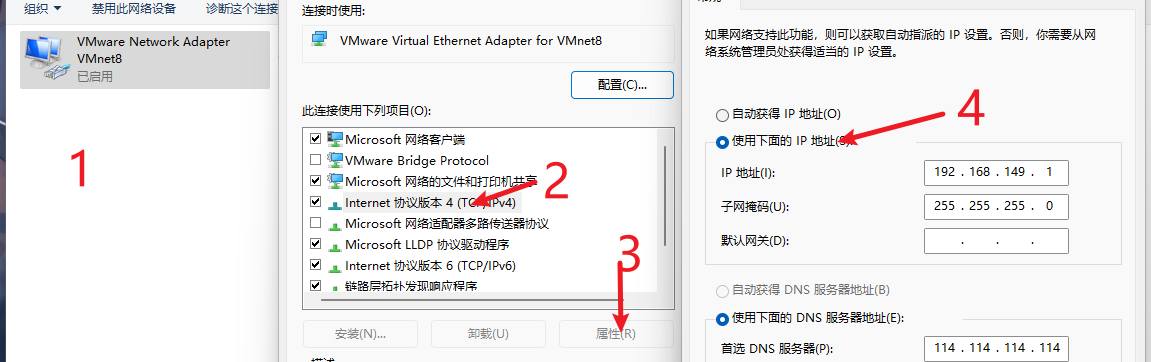 组织 禁用此网络设备 诊断这个连接
VMware Network Adapter
VMnet8
已启用
1
连接时使用:
VMware Virtual Ethernet Adapter for VMnet8
配置(C)...
此连接使用下列项目(O):
Microsoft 网络客户端
VMware Bridge Protocol
Microsoft 网络的文件和打印机共享
Internet 协议版本 4 (TCP/IPv4)
Microsoft 网络适配器多路传送器协议
Microsoft LLDP 协议驱动程序
Internet 协议版本 6 (TCP/IPv6)
链路层拓扑发现响应程序
2
3
安装(N)...
卸载(U)
属性(R)
描述
常规
如果网络支持此功能，则可以获取自动指派的 IP 设置。否则，你需要从网
络系统管理员处获得适当的 IP 设置。
自动获得 IP 地址(O)
4
使用下面的 IP 地址(S):
IP 地址(I):
192 . 168 . 149 . 1
子网掩码(U):
255 . 255 . 255 . 0
默认网关(D):
. . .
自动获得 DNS 服务器地址(B)
使用下面的 DNS 服务器地址(E):
首选 DNS 服务器(P):
114 . 114 . 114 . 114